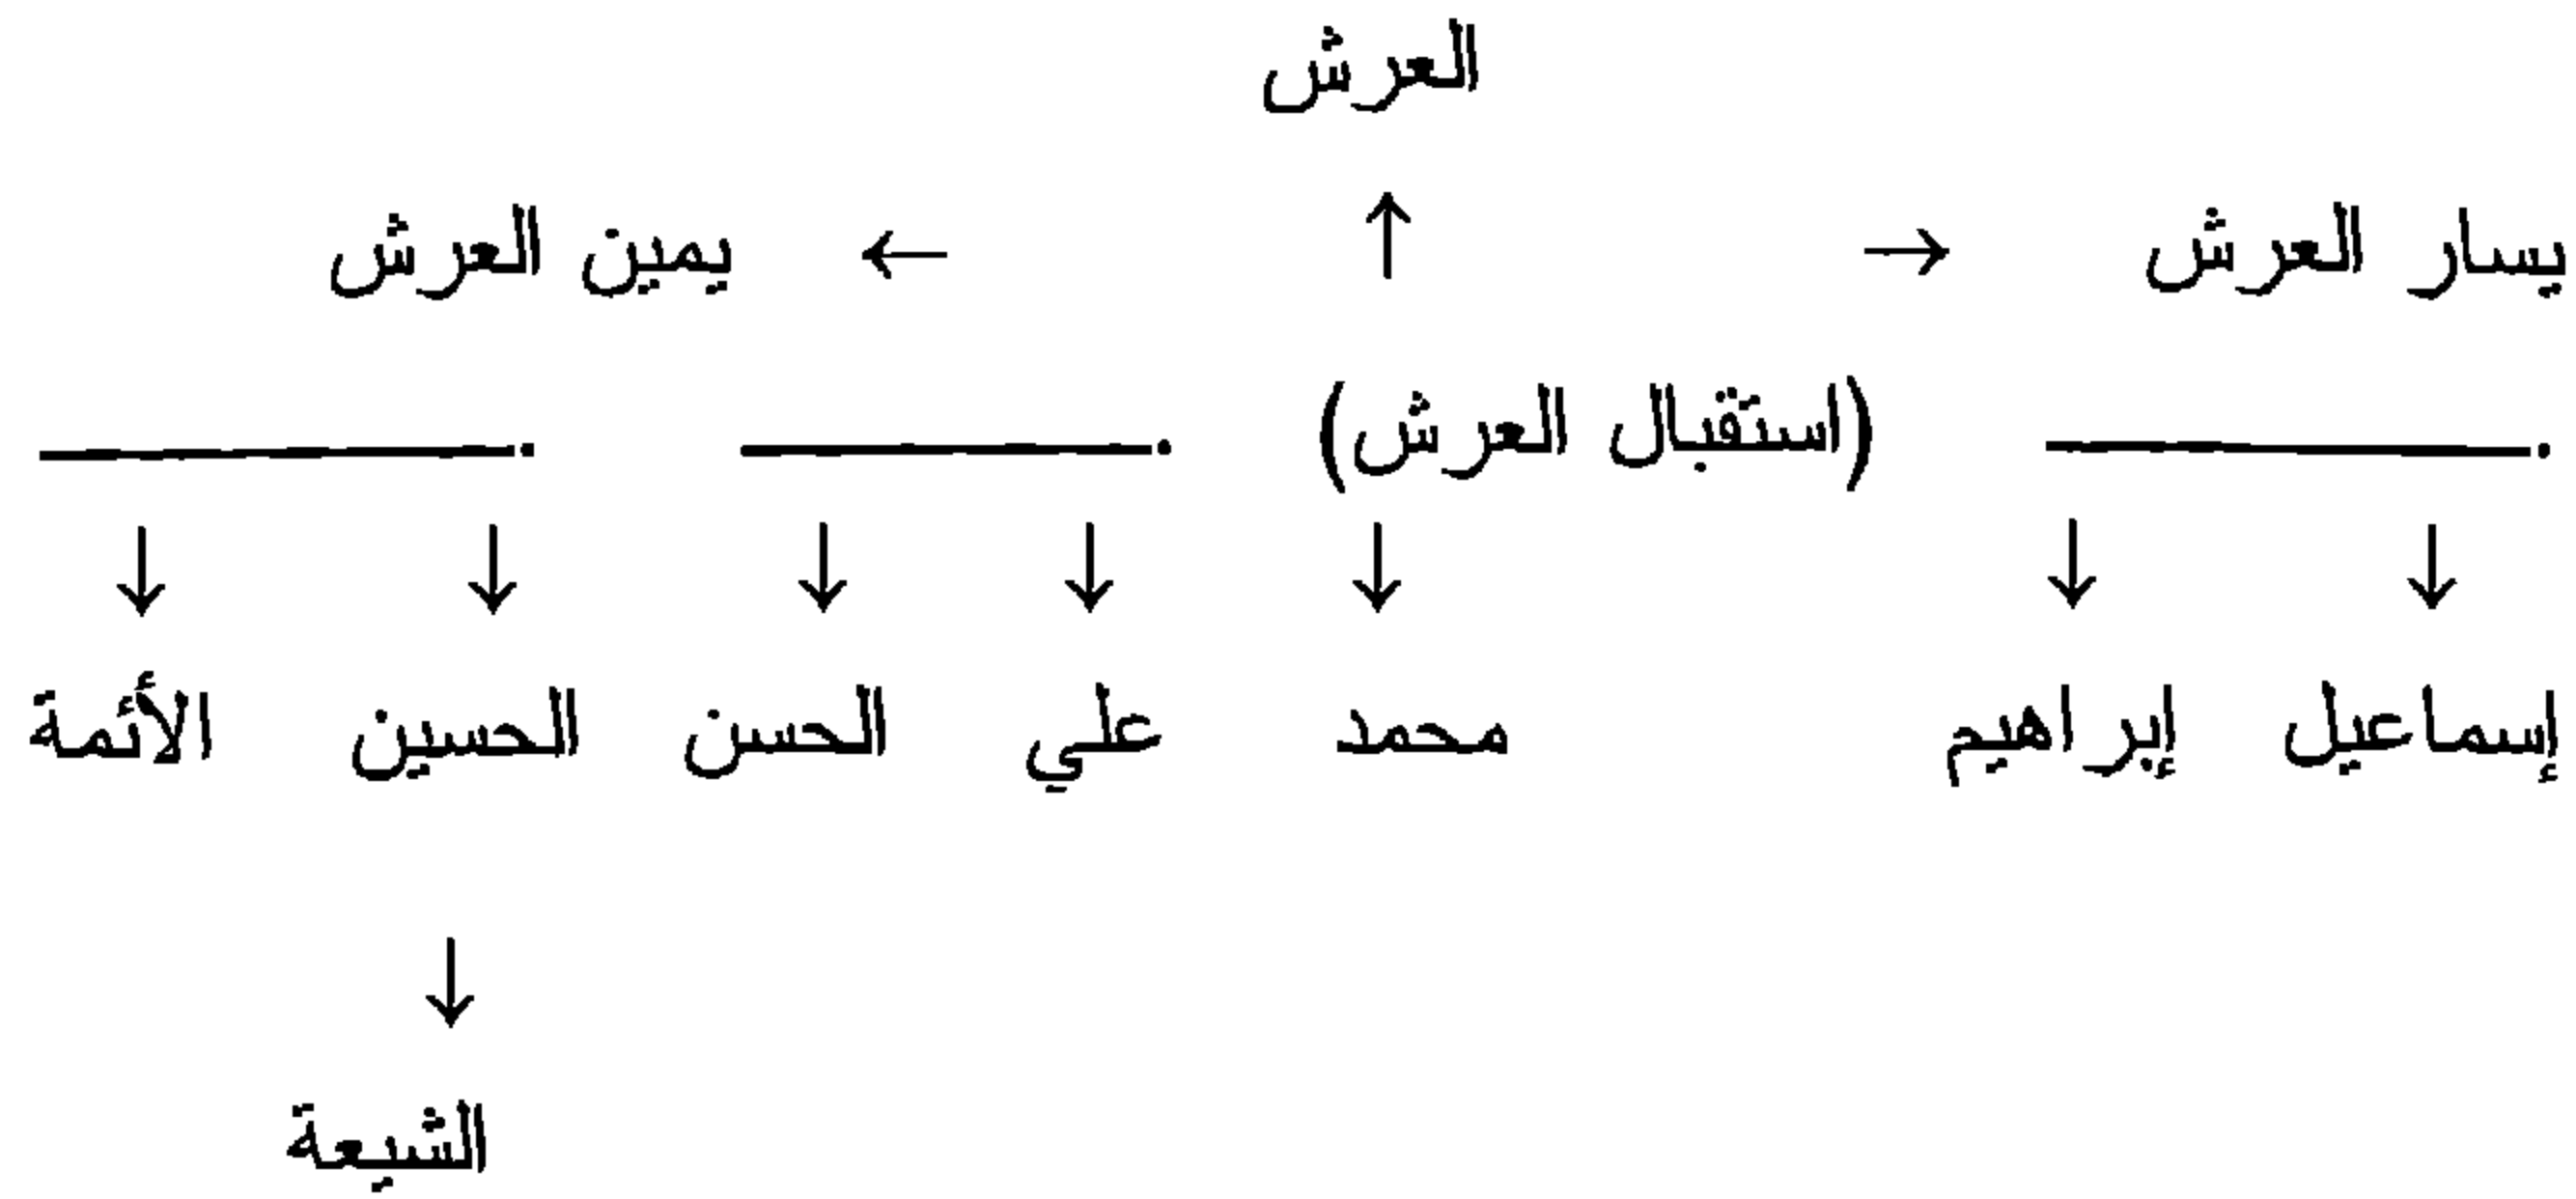 العرش
يسار العرش → ↑ ← يمين العرش
(استقبال العرش)
↓ ↓ ↓ ↓ ↓ ↓ ↓
إسماعيل إبراهيم محمد علي الحسن الحسين الأئمة
↓
الشيعة